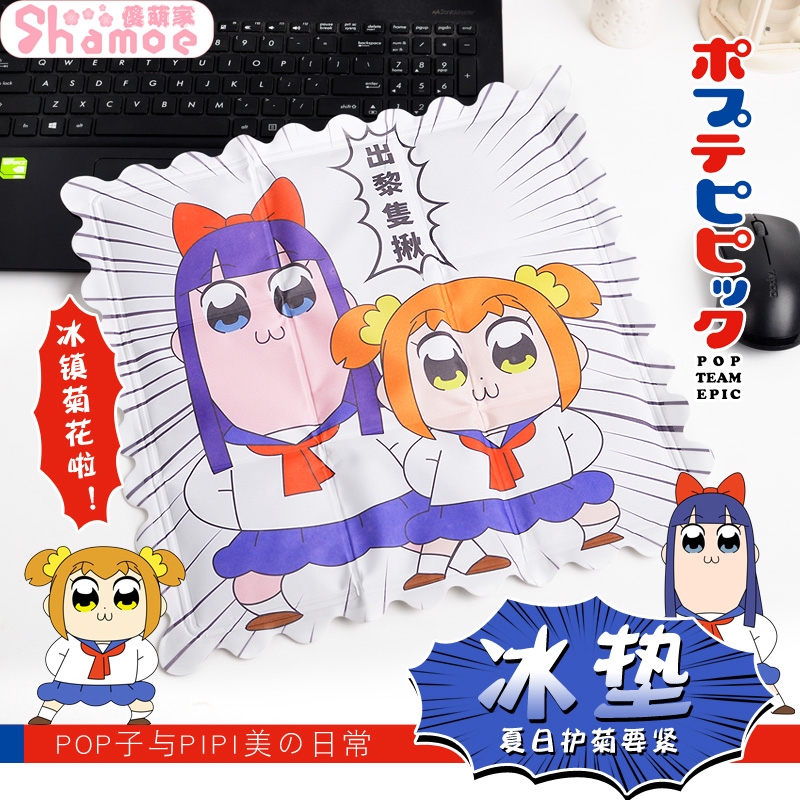 傻萌家
Shamoe
ポプテピピック
POP
TEAM
EPIC
出黎隻揪
冰镇菊花啦！
冰垫
夏日护菊要紧
POP子与PIPI美の日常